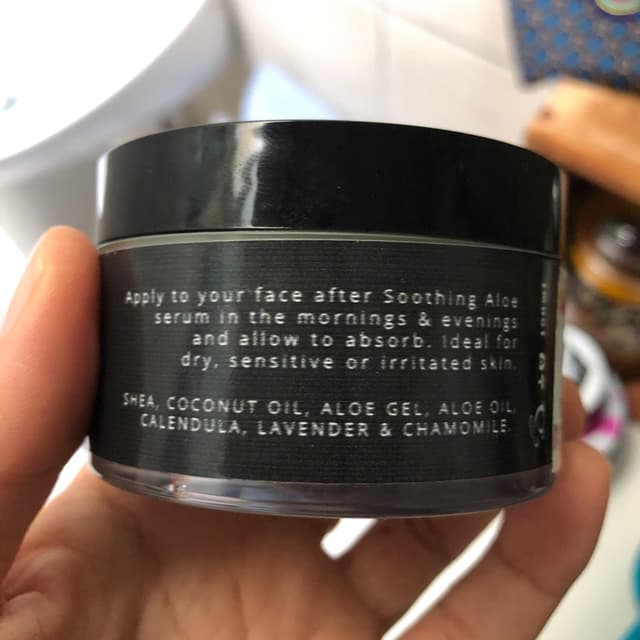 Apply to your face after Soothing Aloe
serum in the mornings & evenings
and allow to absorb. Ideal for
dry, sensitive or irritated skin.
SHEA, COCONUT OIL, ALOE GEL, ALOE OIL,
CALENDULA, LAVENDER & CHAMOMILE.